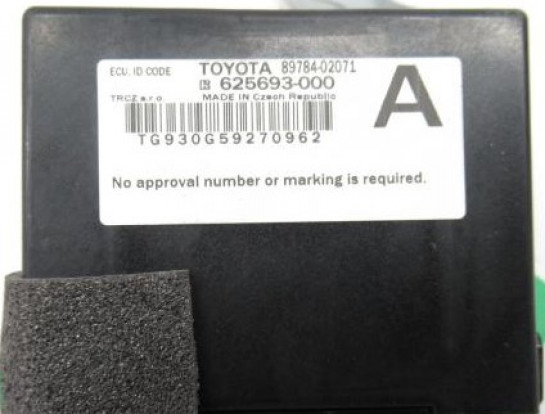 ECU. ID CODE TOYOTA 89784-02071
625693-000
TRCZ s.r.o. MADE IN Czech Republic
A
TG930G59270962
No approval number or marking is required.